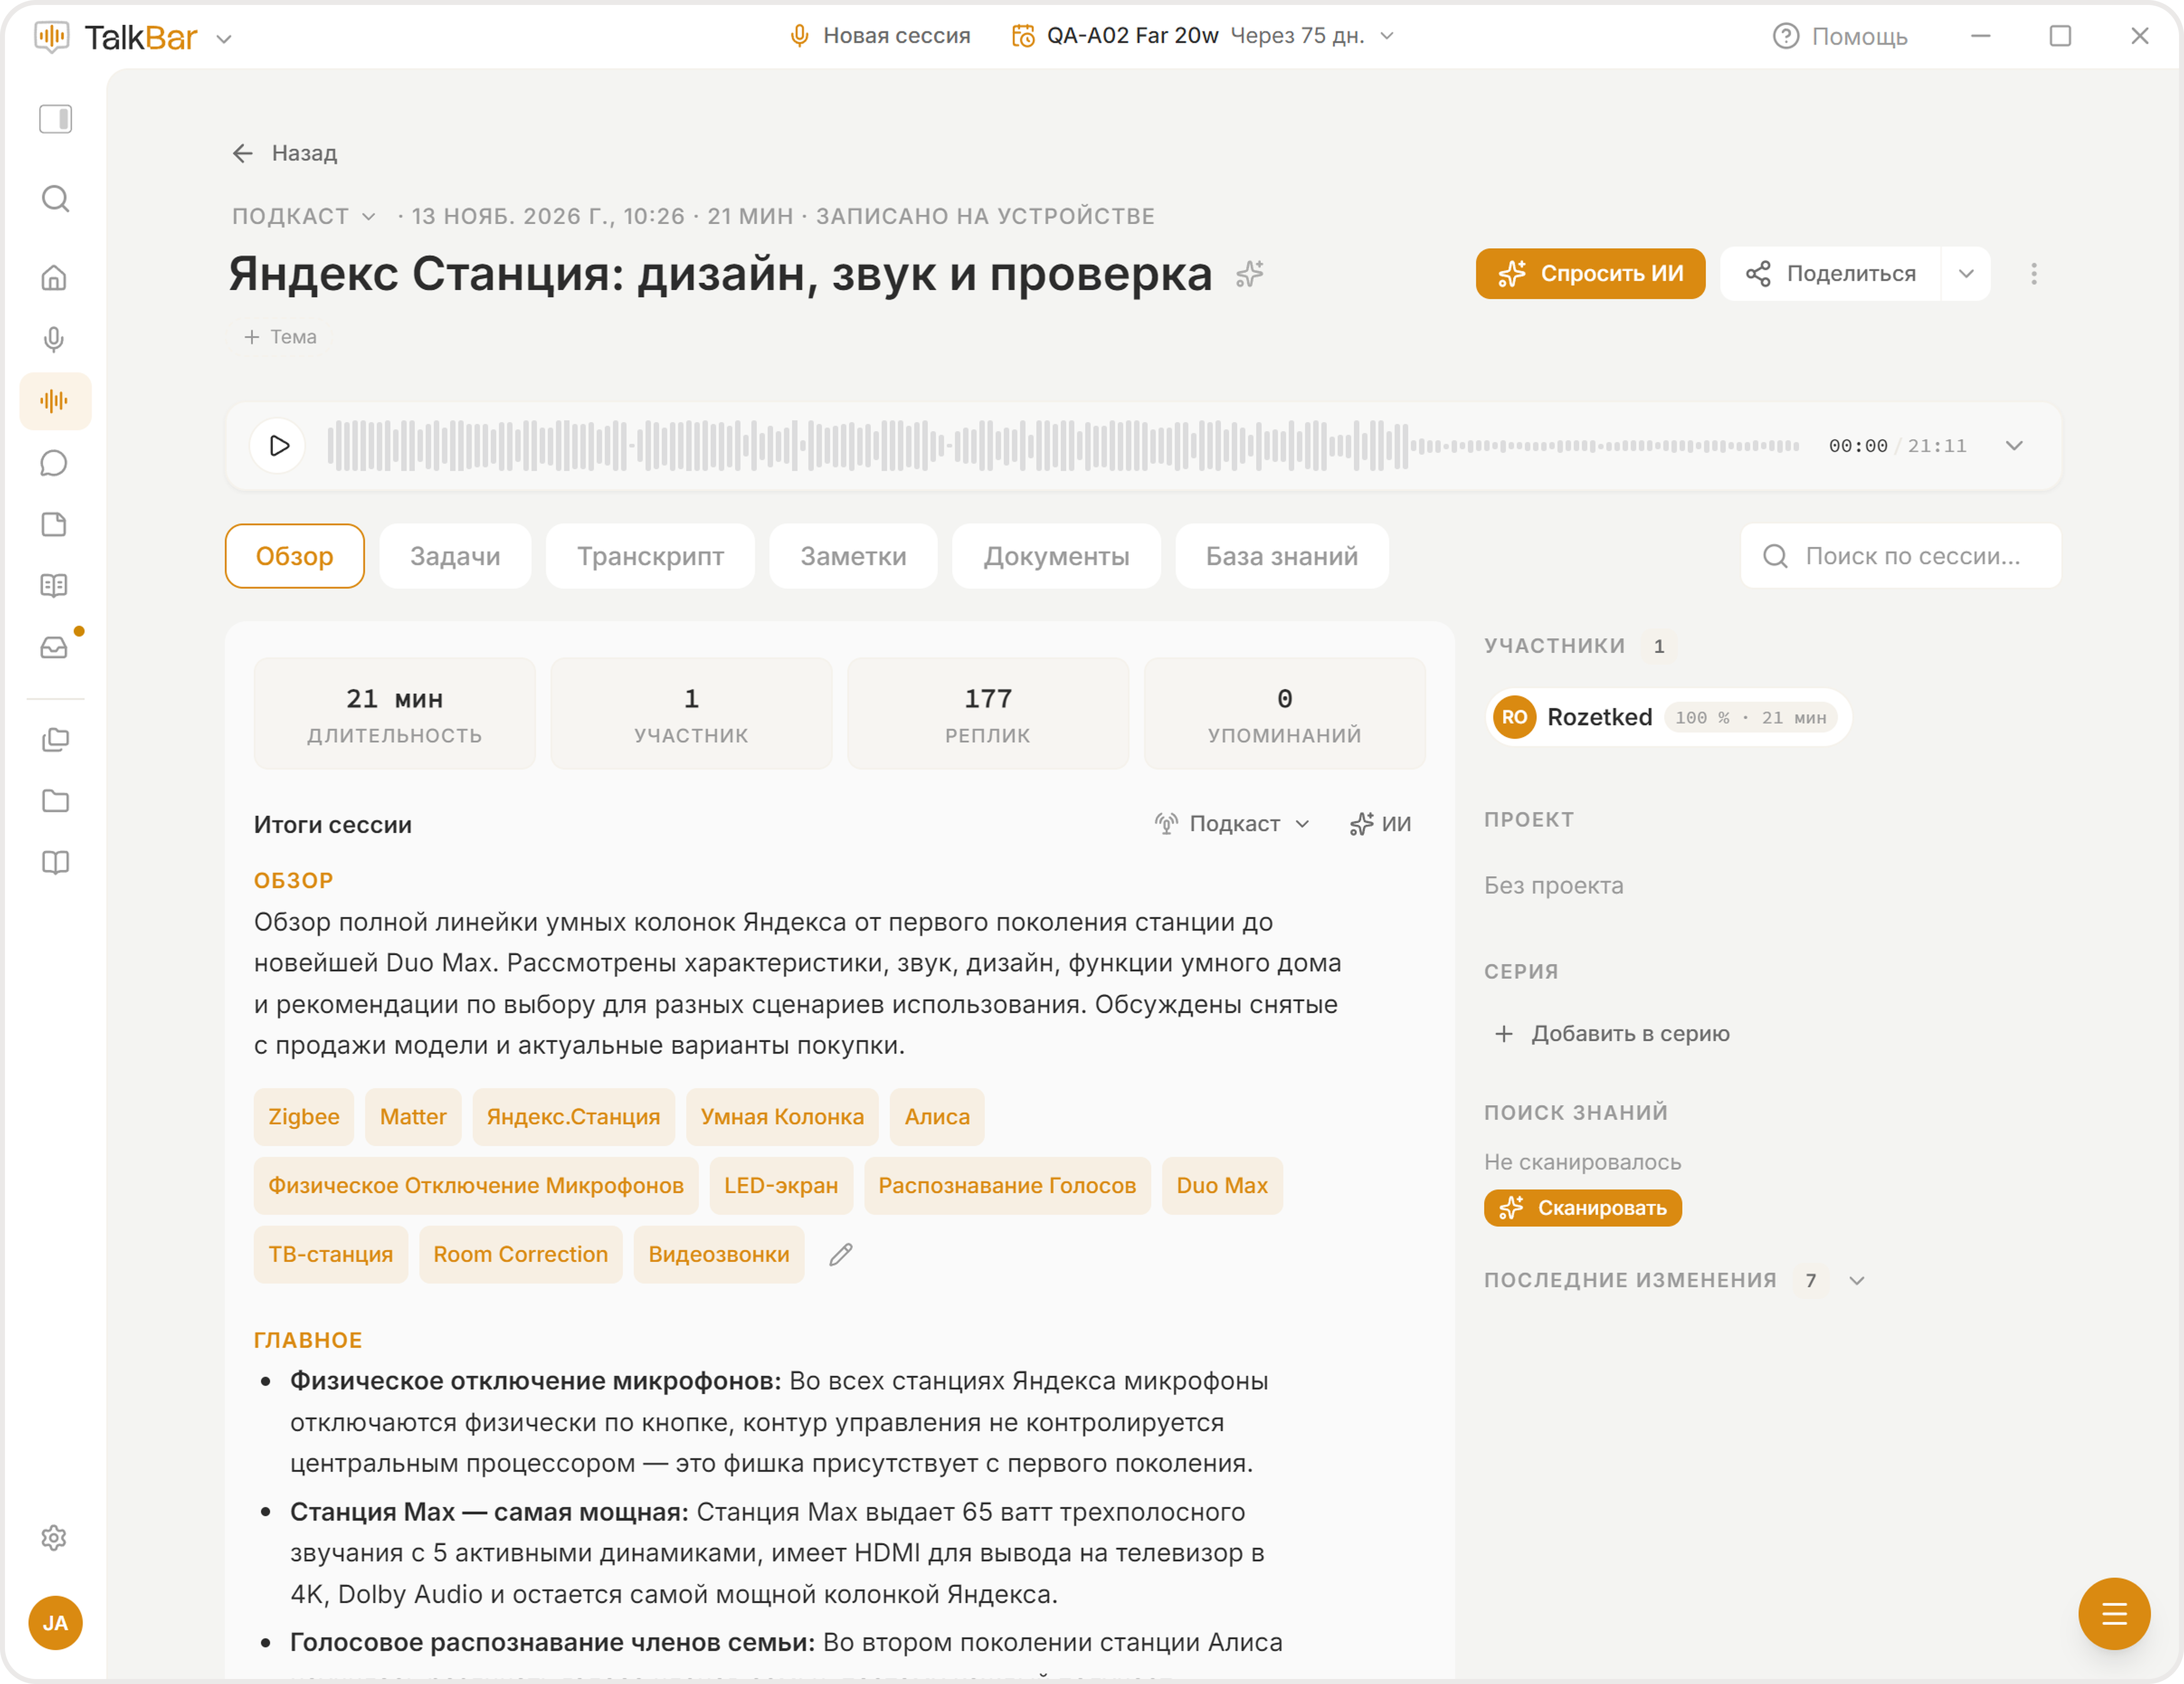 TalkBar
Новая сессия
QA-A02 Far 20w Через 75 дн.
Помощь
Назад
ПОДКАСТ · 13 НОЯБ. 2026 Г., 10:26 · 21 МИН · ЗАПИСАНО НА УСТРОЙСТВЕ
Яндекс Станция: дизайн, звук и проверка
Спросить ИИ
Поделиться
+ Тема
00:00 / 21:11
Обзор
Задачи
Транскрипт
Заметки
Документы
База знаний
Поиск по сессии...
21 мин
ДЛИТЕЛЬНОСТЬ
1
УЧАСТНИК
177
РЕПЛИК
0
УПОМИНАНИЙ
Итоги сессии
Подкаст
ИИ
ОБЗОР
Обзор полной линейки умных колонок Яндекса от первого поколения станции до
новейшей Duo Max. Рассмотрены характеристики, звук, дизайн, функции умного дома
и рекомендации по выбору для разных сценариев использования. Обсуждены снятые
с продажи модели и актуальные варианты покупки.
Zigbee
Matter
Яндекс.Станция
Умная Колонка
Алиса
Физическое Отключение Микрофонов
LED-экран
Распознавание Голосов
Duo Max
ТВ-станция
Room Correction
Видеозвонки
ГЛАВНОЕ
• Физическое отключение микрофонов: Во всех станциях Яндекса микрофоны
отключаются физически по кнопке, контур управления не контролируется
центральным процессором — это фишка присутствует с первого поколения.
• Станция Max — самая мощная: Станция Max выдает 65 ватт трехполосного
звучания с 5 активными динамиками, имеет HDMI для вывода на телевизор в
4K, Dolby Audio и остается самой мощной колонкой Яндекса.
• Голосовое распознавание членов семьи: Во втором поколении станции Алиса
УЧАСТНИКИ 1
RO Rozetked 100 % · 21 мин
ПРОЕКТ
Без проекта
СЕРИЯ
+ Добавить в серию
ПОИСК ЗНАНИЙ
Не сканировалось
Сканировать
ПОСЛЕДНИЕ ИЗМЕНЕНИЯ 7
JA